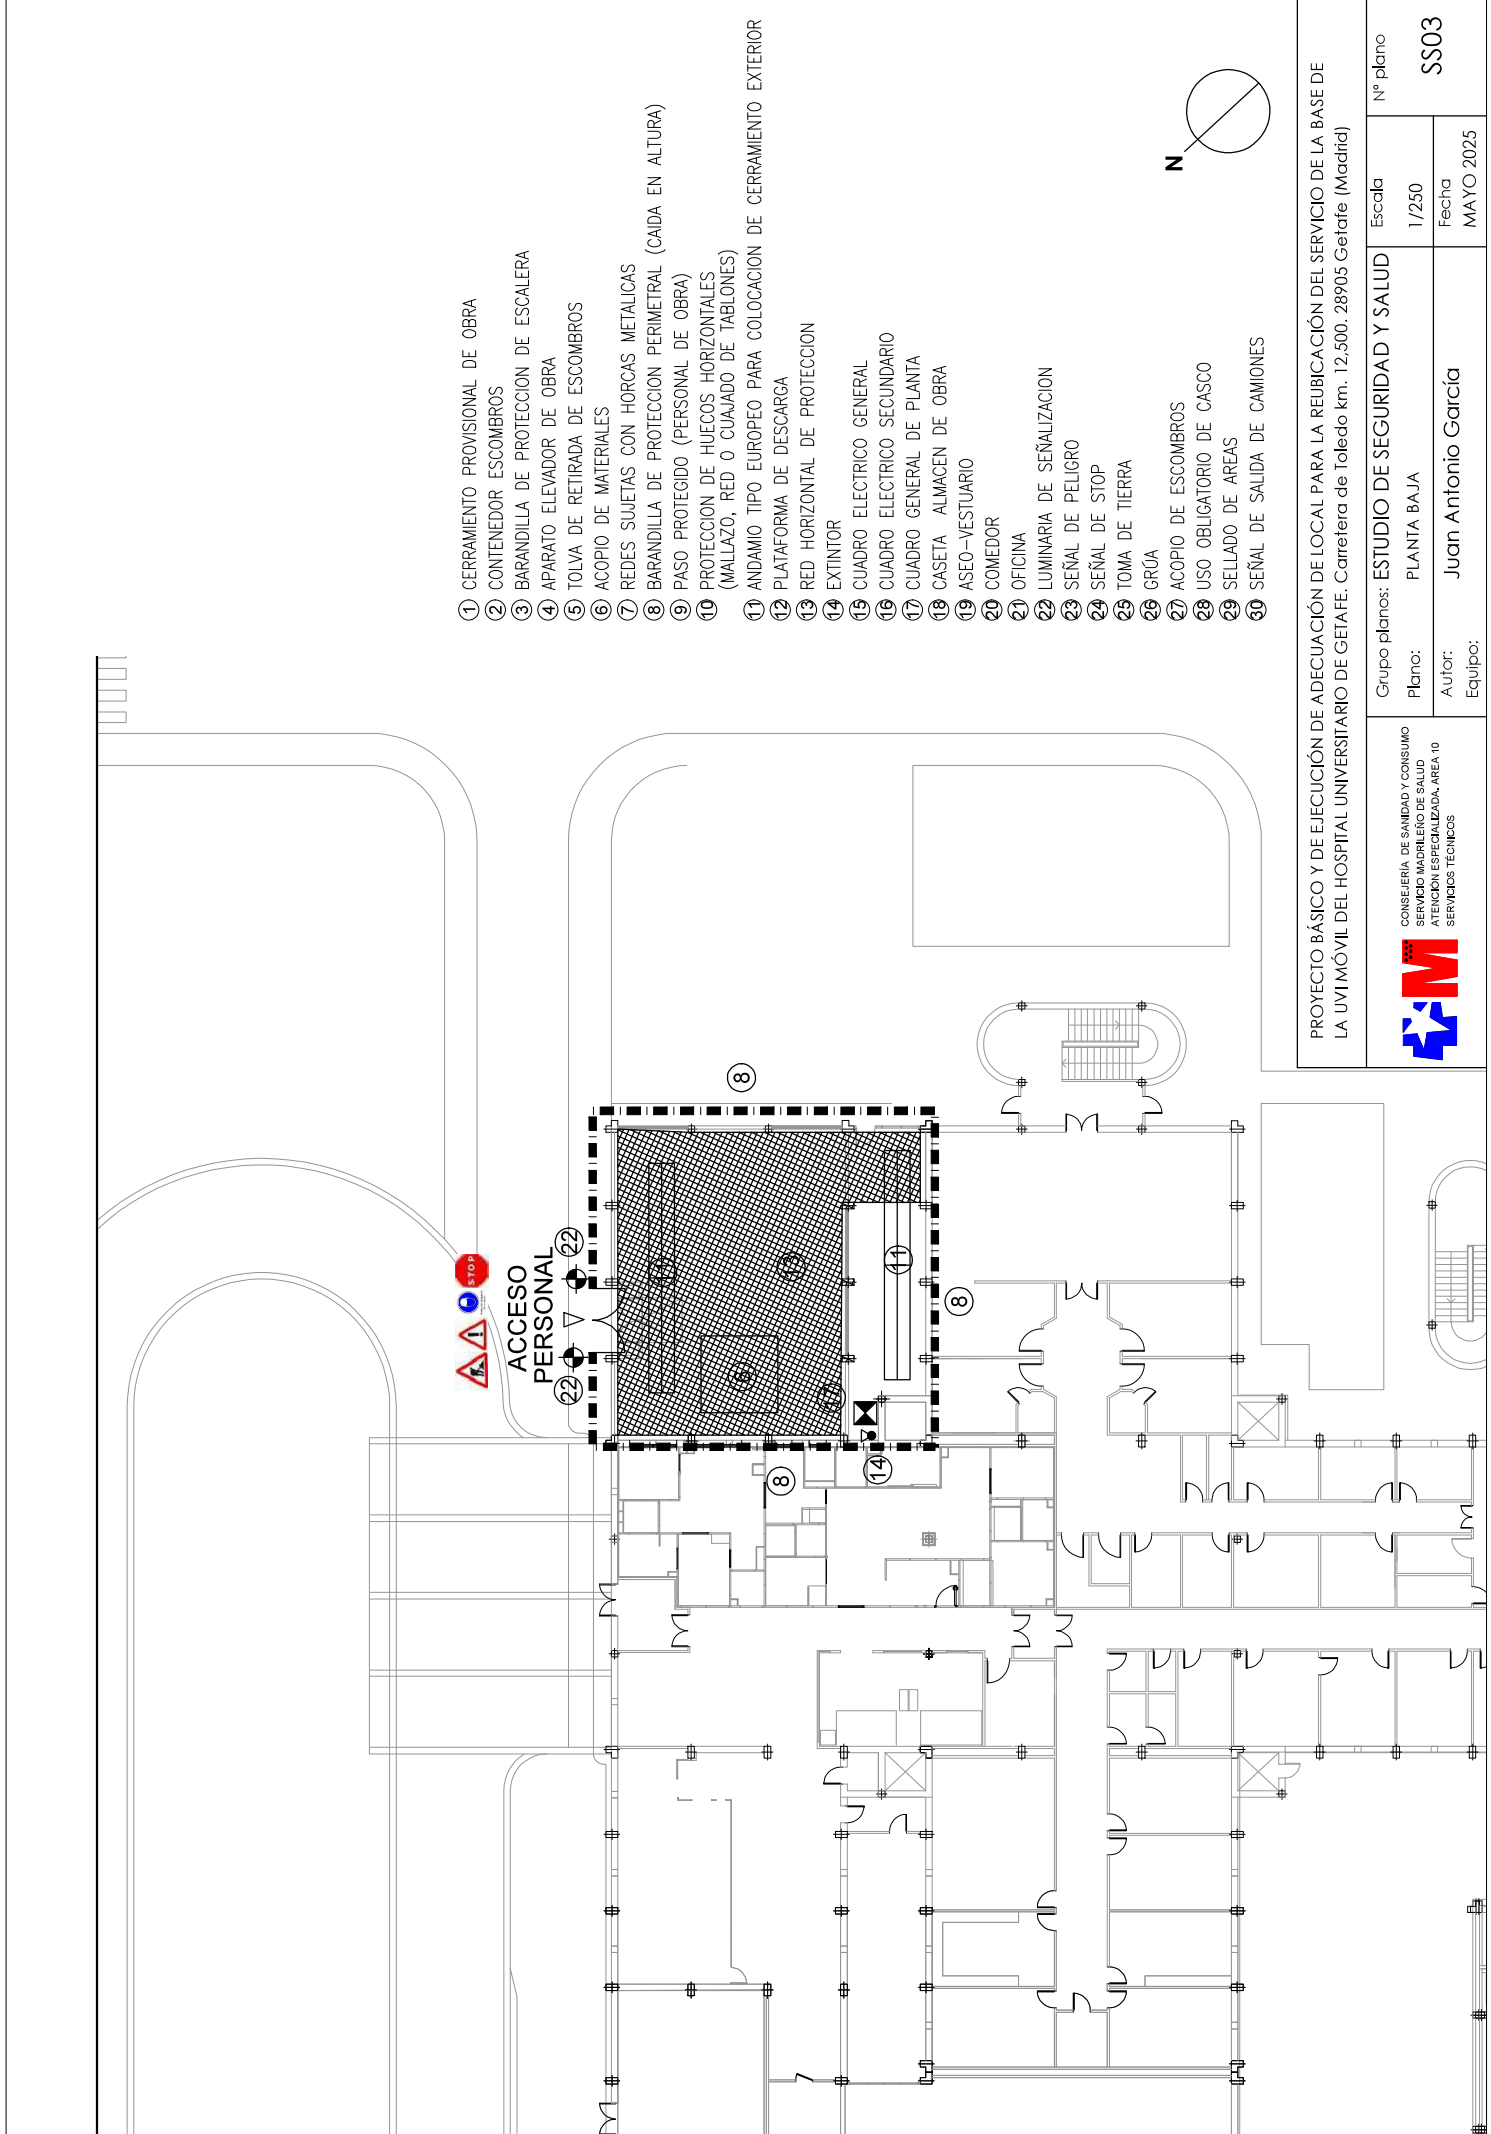 ① CERRAMIENTO PROVISIONAL DE OBRA
② CONTENEDOR ESCOMBROS
③ BARANDILLA DE PROTECCION DE ESCALERA
④ APARATO ELEVADOR DE OBRA
⑤ TOLVA DE RETIRADA DE ESCOMBROS
⑥ ACOPIO DE MATERIALES
⑦ REDES SUJETAS CON HORCAS METALICAS
⑧ BARANDILLA DE PROTECCION PERIMETRAL (CAIDA EN ALTURA)
⑨ PASO PROTEGIDO (PERSONAL DE OBRA)
⑩ PROTECCION DE HUECOS HORIZONTALES
(MALLAZO, RED O CUAJADO DE TABLONES)
⑪ ANDAMIO TIPO EUROPEO PARA COLOCACION DE CERRAMIENTO EXTERIOR
⑫ PLATAFORMA DE DESCARGA
⑬ RED HORIZONTAL DE PROTECCION
⑭ EXTINTOR
⑮ CUADRO ELECTRICO GENERAL
⑯ CUADRO ELECTRICO SECUNDARIO
⑰ CUADRO GENERAL DE PLANTA
⑱ CASETA ALMACEN DE OBRA
⑲ ASEO-VESTUARIO
⑳ COMEDOR
㉑ OFICINA
㉒ LUMINARIA DE SEÑALIZACION
㉓ SEÑAL DE PELIGRO
㉔ SEÑAL DE STOP
㉕ TOMA DE TIERRA
㉖ GRÚA
㉗ ACOPIO DE ESCOMBROS
㉘ USO OBLIGATORIO DE CASCO
㉙ SELLADO DE AREAS
㉚ SEÑAL DE SALIDA DE CAMIONES
N
STOP
ACCESO
PERSONAL
㉒
㉒
⑪
⑬
⑥
⑰
⑪
⑭
⑧
⑧
⑧
PROYECTO BÁSICO Y DE EJECUCIÓN DE ADECUACIÓN DE LOCAL PARA LA REUBICACIÓN DEL SERVICIO DE LA BASE DE
LA UVI MÓVIL DEL HOSPITAL UNIVERSITARIO DE GETAFE. Carretera de Toledo km. 12,500. 28905 Getafe (Madrid)
CONSEJERÍA DE SANIDAD Y CONSUMO
SERVICIO MADRILEÑO DE SALUD
ATENCIÓN ESPECIALIZADA. AREA 10
SERVICIOS TÉCNICOS
Grupo planos: ESTUDIO DE SEGURIDAD Y SALUD
Plano: PLANTA BAJA
Autor: Juan Antonio García
Equipo:
Escala
1/250
Fecha
MAYO 2025
Nº plano
SS03